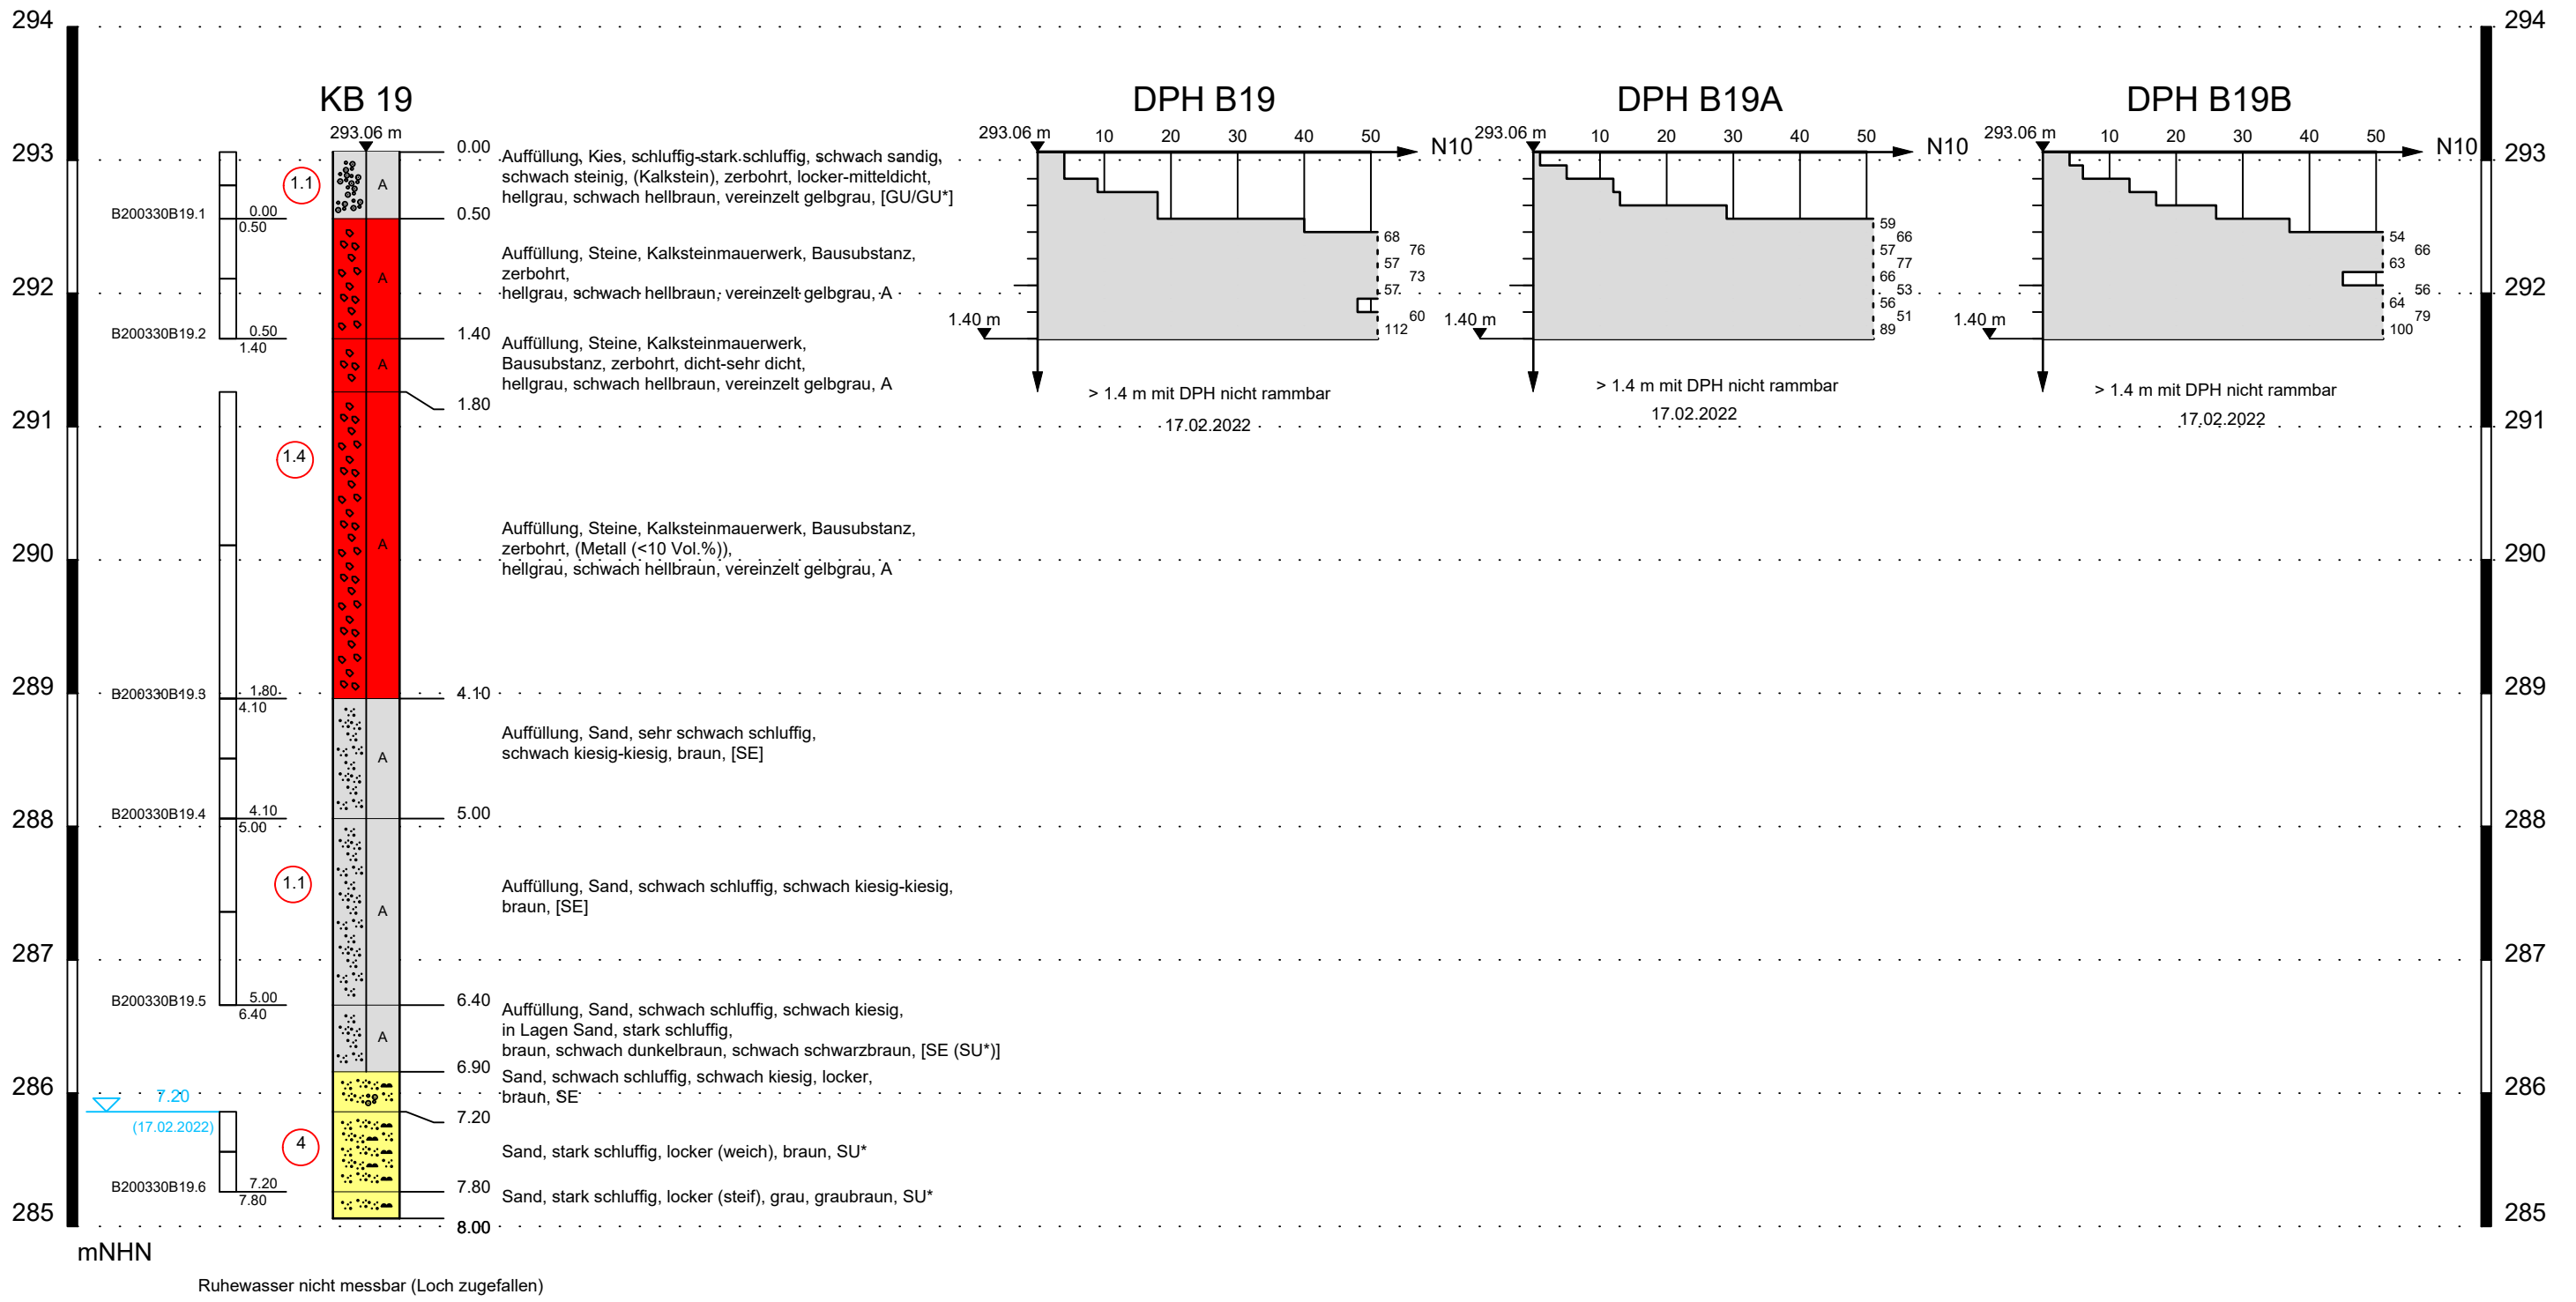 294
294
KB 19
DPH B19
DPH B19A
DPH B19B
293.06 m
293.06 m
10 20 30 40 50
N10
293.06 m
10 20 30 40 50
N10
293.06 m
10 20 30 40 50
N10
293
293
0.00
Auffüllung, Kies, schluffig-stark schluffig, schwach sandig,
schwach steinig, (Kalkstein), zerbohrt, locker-mitteldicht,
hellgrau, schwach hellbraun, vereinzelt gelbgrau, [GU/GU*]
1.1
A
B200330B19.1
0.00
0.50
0.50
Auffüllung, Steine, Kalksteinmauerwerk, Bausubstanz,
zerbohrt,
hellgrau, schwach hellbraun, vereinzelt gelbgrau, A
A
292
292
B200330B19.2
0.50
1.40
1.40
Auffüllung, Steine, Kalksteinmauerwerk,
Bausubstanz, zerbohrt, dicht-sehr dicht,
hellgrau, schwach hellbraun, vereinzelt gelbgrau, A
A
1.80
68
76
57
73
57
60
112
1.40 m
> 1.4 m mit DPH nicht rammbar
17.02.2022
59
66
57
77
66
53
56
51
89
1.40 m
> 1.4 m mit DPH nicht rammbar
17.02.2022
54
66
63
56
64
79
100
1.40 m
> 1.4 m mit DPH nicht rammbar
17.02.2022
291
291
1.4
Auffüllung, Steine, Kalksteinmauerwerk, Bausubstanz,
zerbohrt, (Metall (<10 Vol.%)),
hellgrau, schwach hellbraun, vereinzelt gelbgrau, A
A
290
290
289
289
B200330B19.3
1.80
4.10
4.10
Auffüllung, Sand, sehr schwach schluffig,
schwach kiesig-kiesig, braun, [SE]
A
B200330B19.4
4.10
5.00
5.00
288
288
1.1
Auffüllung, Sand, schwach schluffig, schwach kiesig-kiesig,
braun, [SE]
A
287
287
B200330B19.5
5.00
6.40
6.40
Auffüllung, Sand, schwach schluffig, schwach kiesig,
in Lagen Sand, stark schluffig,
braun, schwach dunkelbraun, schwach schwarzbraun, [SE (SU*)]
A
6.90
Sand, schwach schluffig, schwach kiesig, locker,
braun, SE
286
286
7.20
(17.02.2022)
7.20
4
Sand, stark schluffig, locker (weich), braun, SU*
B200330B19.6
7.20
7.80
7.80
Sand, stark schluffig, locker (steif), grau, graubraun, SU*
8.00
285
285
mNHN
Ruhewasser nicht messbar (Loch zugefallen)